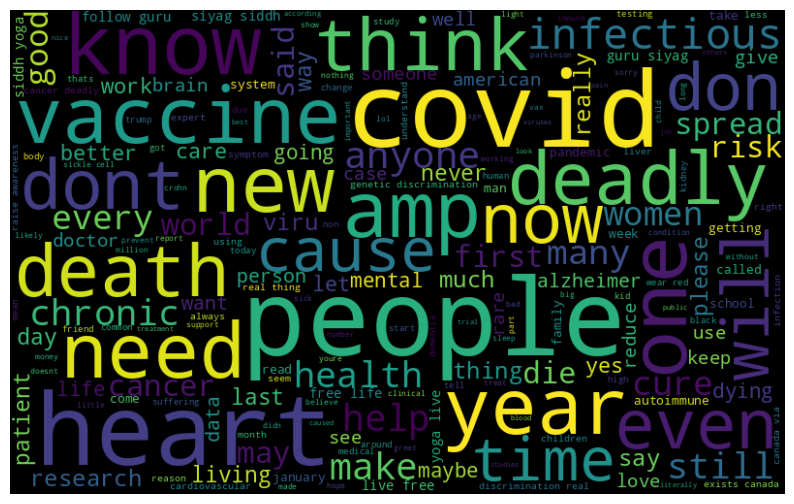 siddh yoga
good
follow guru
siyag siddh
know
think
infectious
according
study
show
light
immune
testing
take
less
well
someone
said
way
work
brain
system
american
really
guru siyag
give
don
nice
thats
cancer deadly
nothing
change
parkinson
others
sorry
pain
trump
expert
due
best
important
lol
understand
age
vax
viruses
child
long
job
vaccine
covid
spread
risk
better
care
going
anyone
body
got
symptom
working
look
pandemic
liver
case
never
man
human
kidney
genetic discrimination
dont
new
deadly
raise awareness
sickle cell
crohn
every
world
viru
non
amp
now
women
week
getting
right
condition
doctor
using
today
prevent
report
million
likely
cause
first
many
please
called
without
death
person
let
mental
much
alzheimer
school
wear red
real thing
rare
family
big
kid
reduce
black
use
public
one
will
infection
chronic
want
always
support
sick
bad
day
friend
common
treatment
number
start
trial
part
sleep
people
need
health
thing
die
yes
keep
money
doesnt
seem
read
youre
life
cancer
cure
dying
patient
come
last
free life
clinical
tell
treat
high
autoimmune
little
suffering
data
believe
didn
caused
blood
heart
help
year
even
canada via
may
see
month
around
great
yoga live
children
time
still
say
research
reason
living
january
make
maybe
medical
studies
love
exists canada
cardiovascular
made
hope
live free
discrimination real